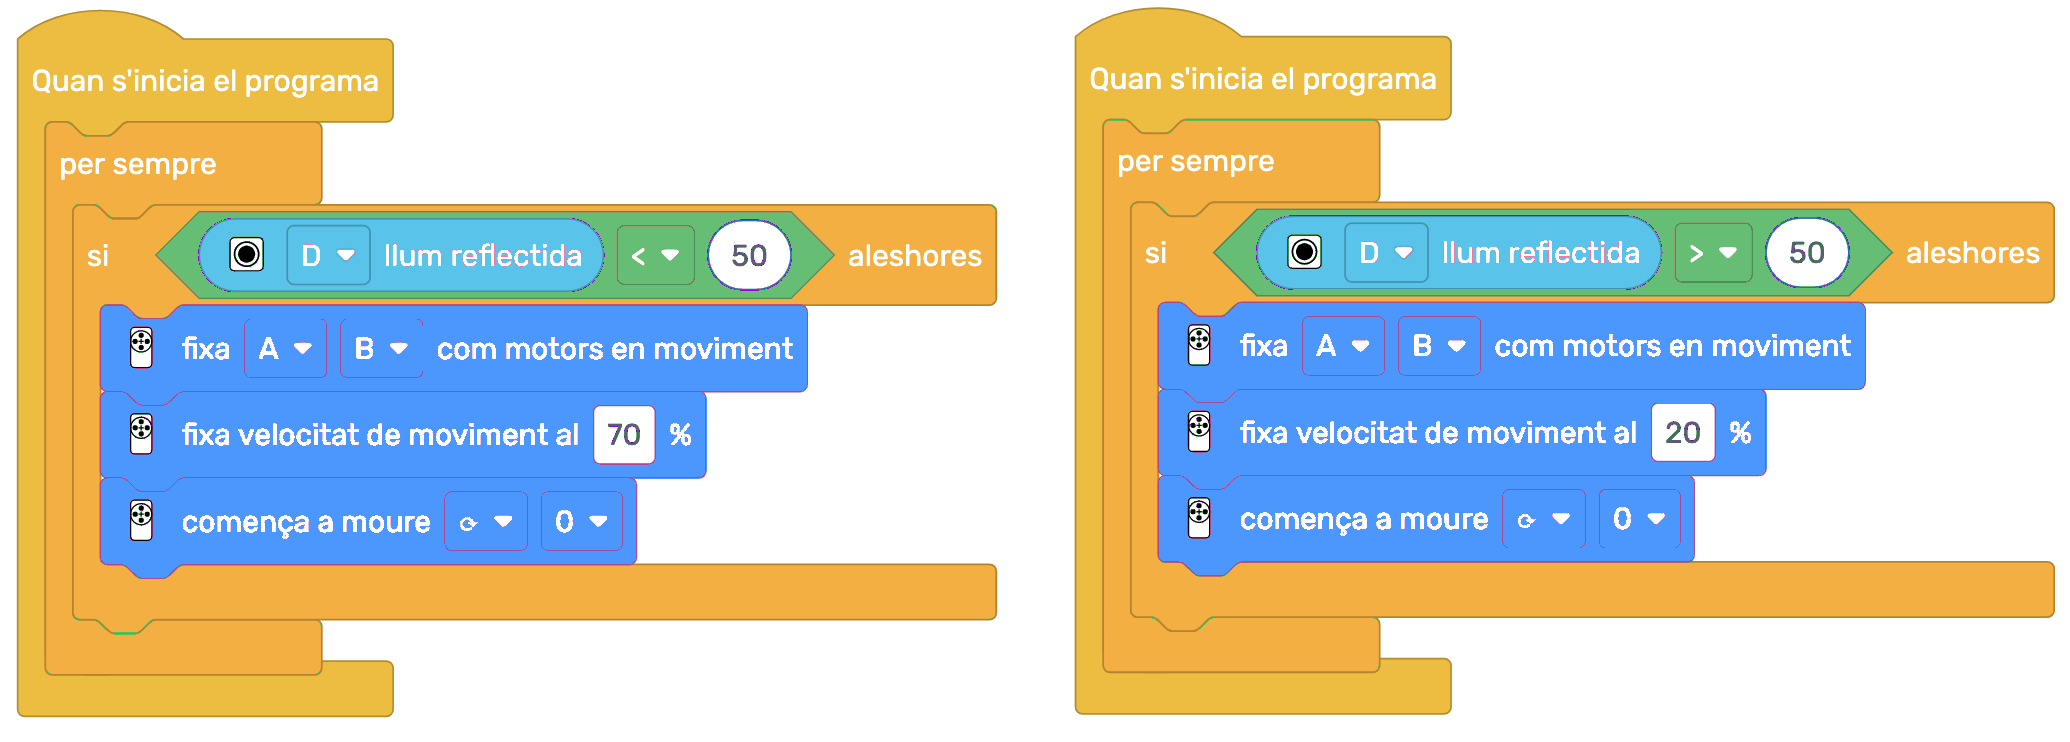 Quan s'inicia el programa
per sempre
si D llum reflectida < 50 aleshores
fixa A B com motors en moviment
fixa velocitat de moviment al 70 %
comença a moure ⟳ 0
Quan s'inicia el programa
per sempre
si D llum reflectida > 50 aleshores
fixa A B com motors en moviment
fixa velocitat de moviment al 20 %
comença a moure ⟳ 0